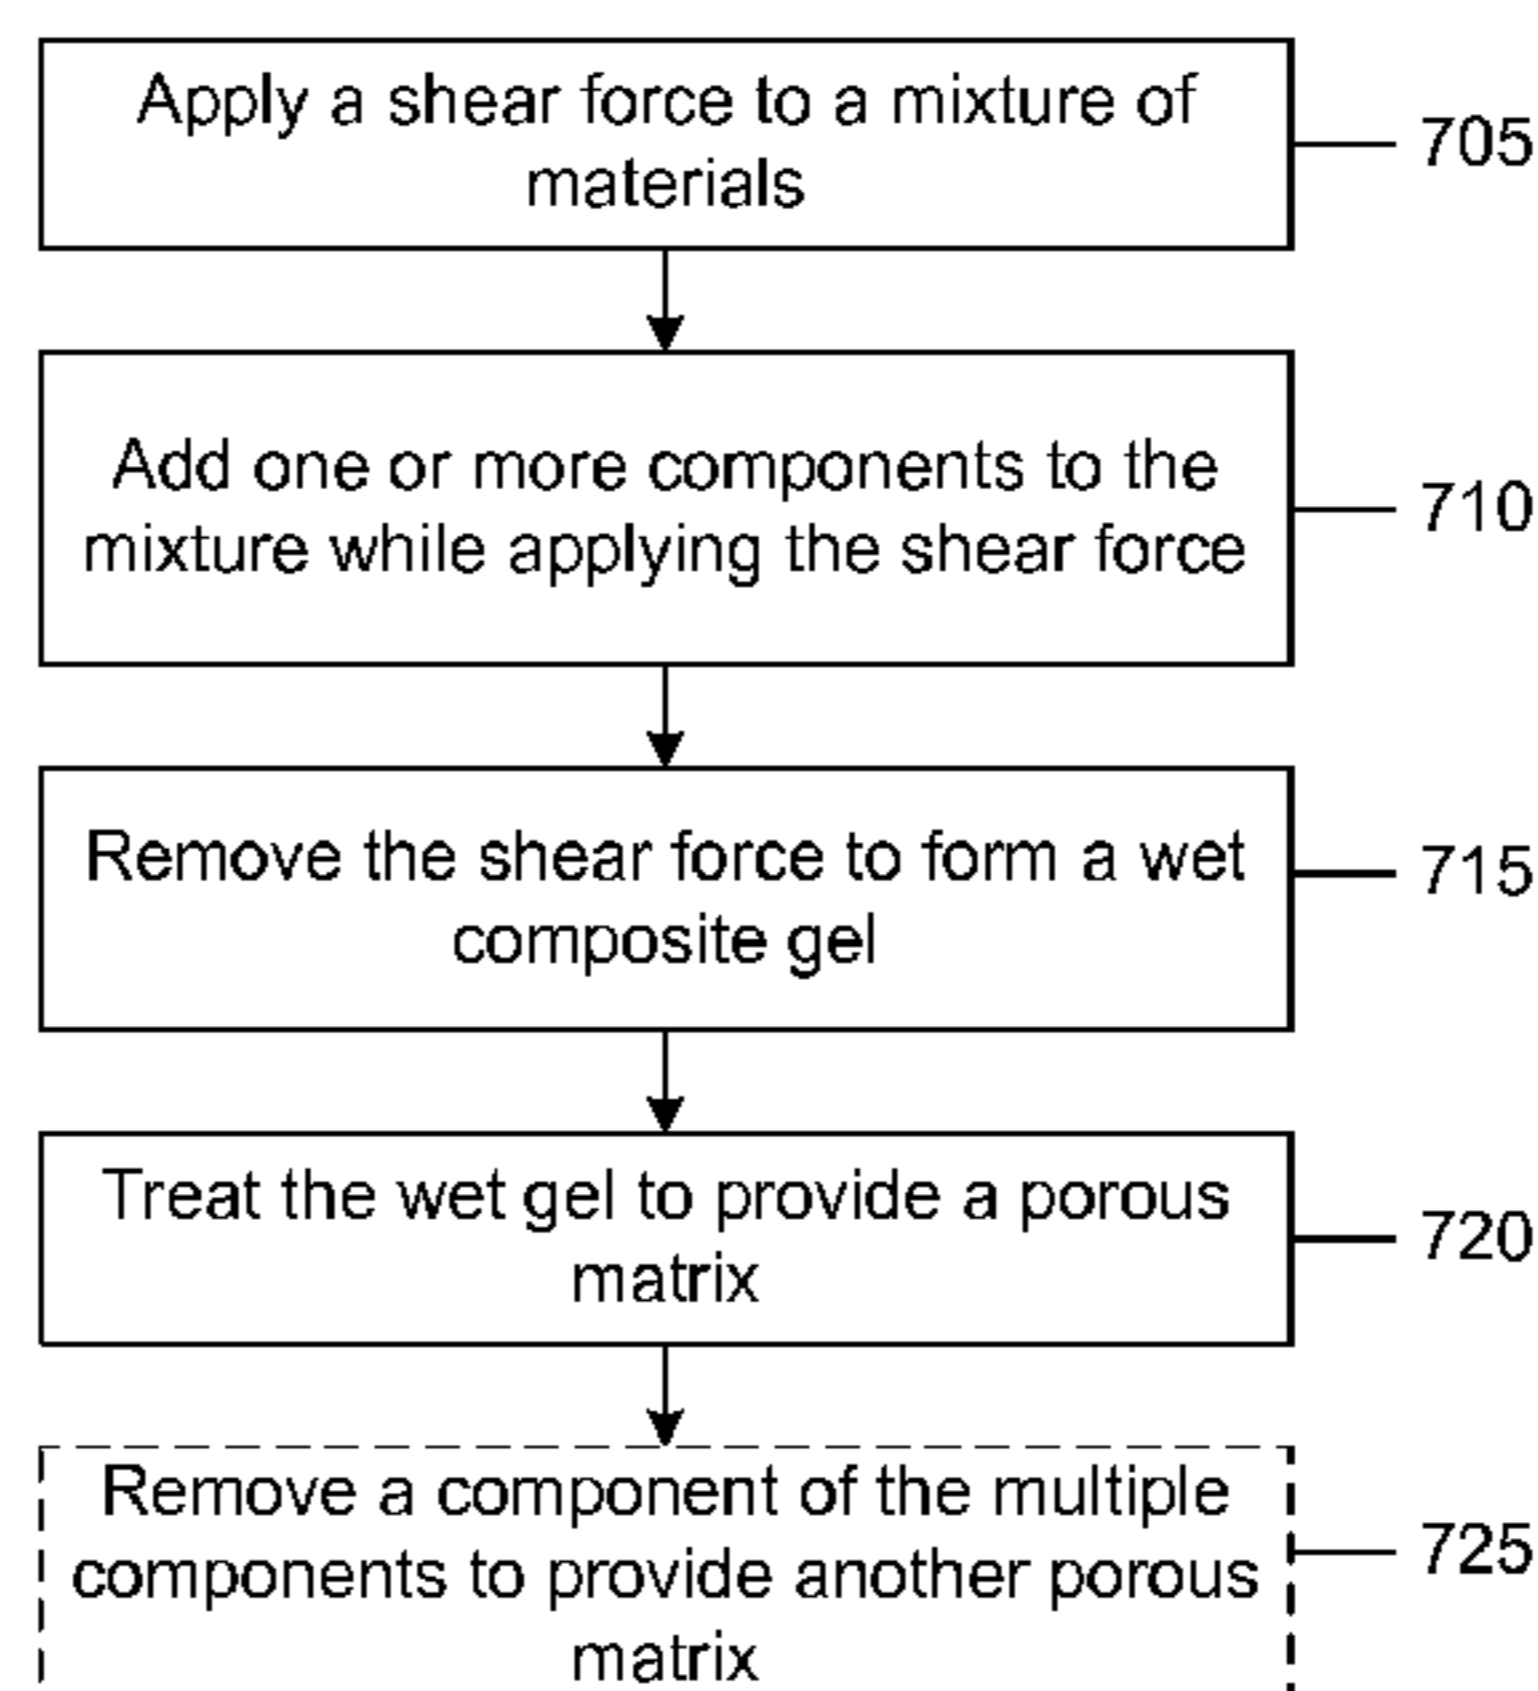 Apply a shear force to a mixture of
materials
705
Add one or more components to the
mixture while applying the shear force
710
Remove the shear force to form a wet
composite gel
715
Treat the wet gel to provide a porous
matrix
720
Remove a component of the multiple
components to provide another porous
matrix
725